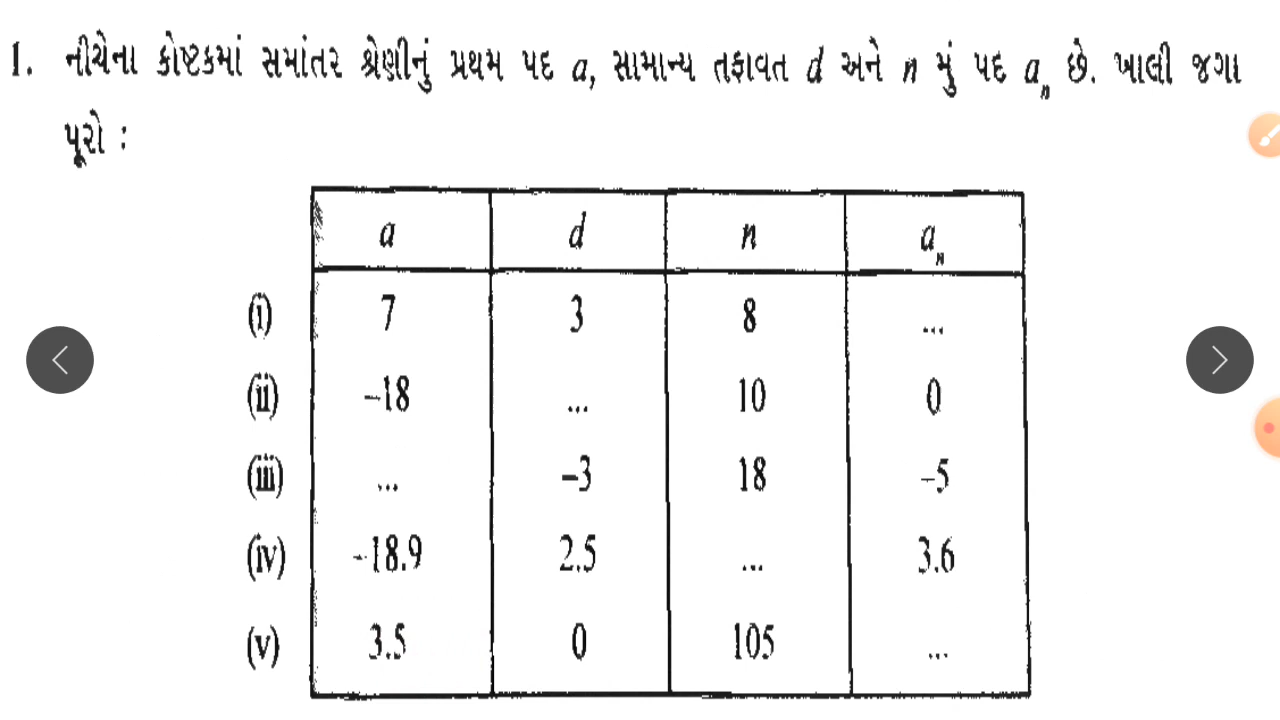 1. નીચેના કોષ્ટકમાં સમાંતર શ્રેણીનું પ્રથમ પદ a, સામાન્ય તફાવત d અને n મું પદ aₙ છે. ખાલી જગા
પૂરો :
a d n aₙ
(i) 7 3 8 ...
(ii) –18 ... 10 0
(iii) ... –3 18 –5
(iv) –18.9 2.5 ... 3.6
(v) 3.5 0 105 ...